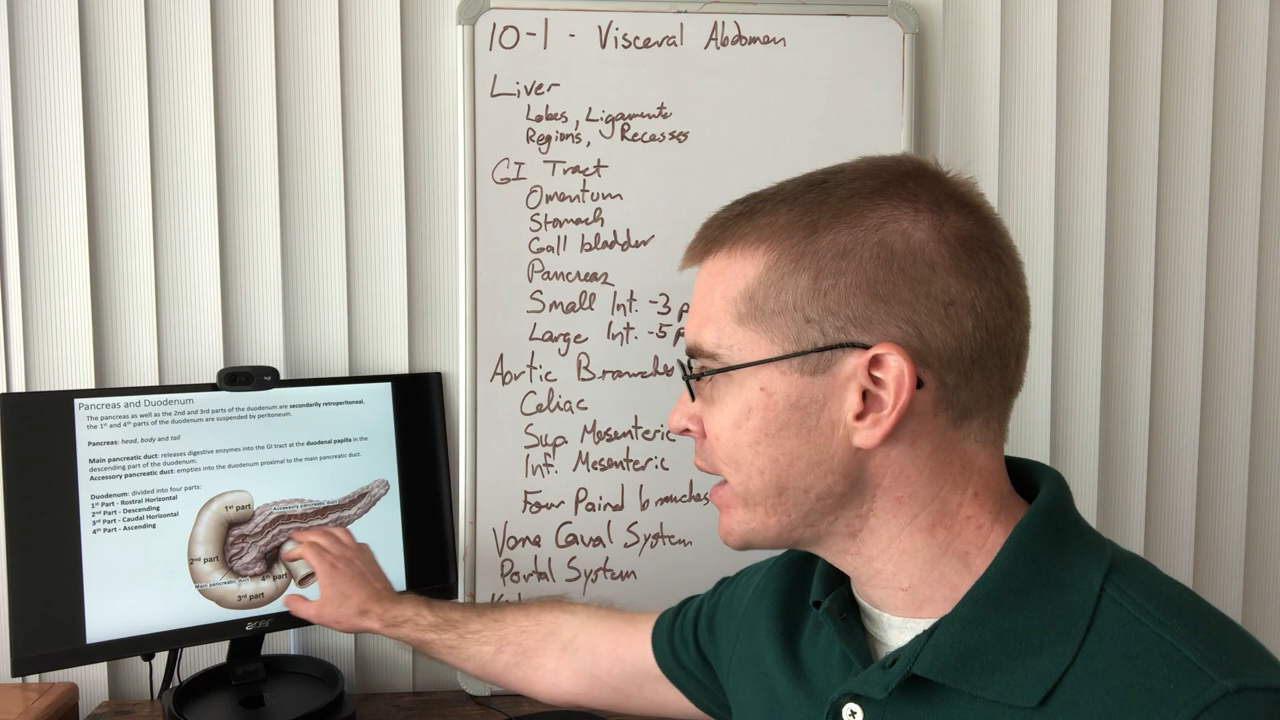 10-1 - Visceral Abdomen
Liver
Lobes, Ligaments
Regions, Recesses
GI Tract
Omentum
Stomach
Gall bladder
Pancreas
Small Int. -3 p
Large Int. -5 p
Aortic Branches
Celiac
Sup Mesenteric
Inf. Mesenteric
Four Paired branches
Vena Caval System
Portal System
Pancreas and Duodenum
The pancreas as well as the 2nd and 3rd parts of the duodenum are secondarily retroperitoneal,
the 1st and 4th parts of the duodenum are suspended by peritoneum.
Pancreas: head, body and tail
Main pancreatic duct: releases digestive enzymes into the GI tract at the duodenal papilla in the
descending part of the duodenum.
Accessory pancreatic duct: empties into the duodenum proximal to the main pancreatic duct.
Duodenum: divided into four parts:
1st Part - Rostral Horizontal
2nd Part - Descending
3rd Part - Caudal Horizontal
4th Part - Ascending
1st part
Accessory pancreatic
2nd part
Main pancreatic duct
4th part
3rd part
acer